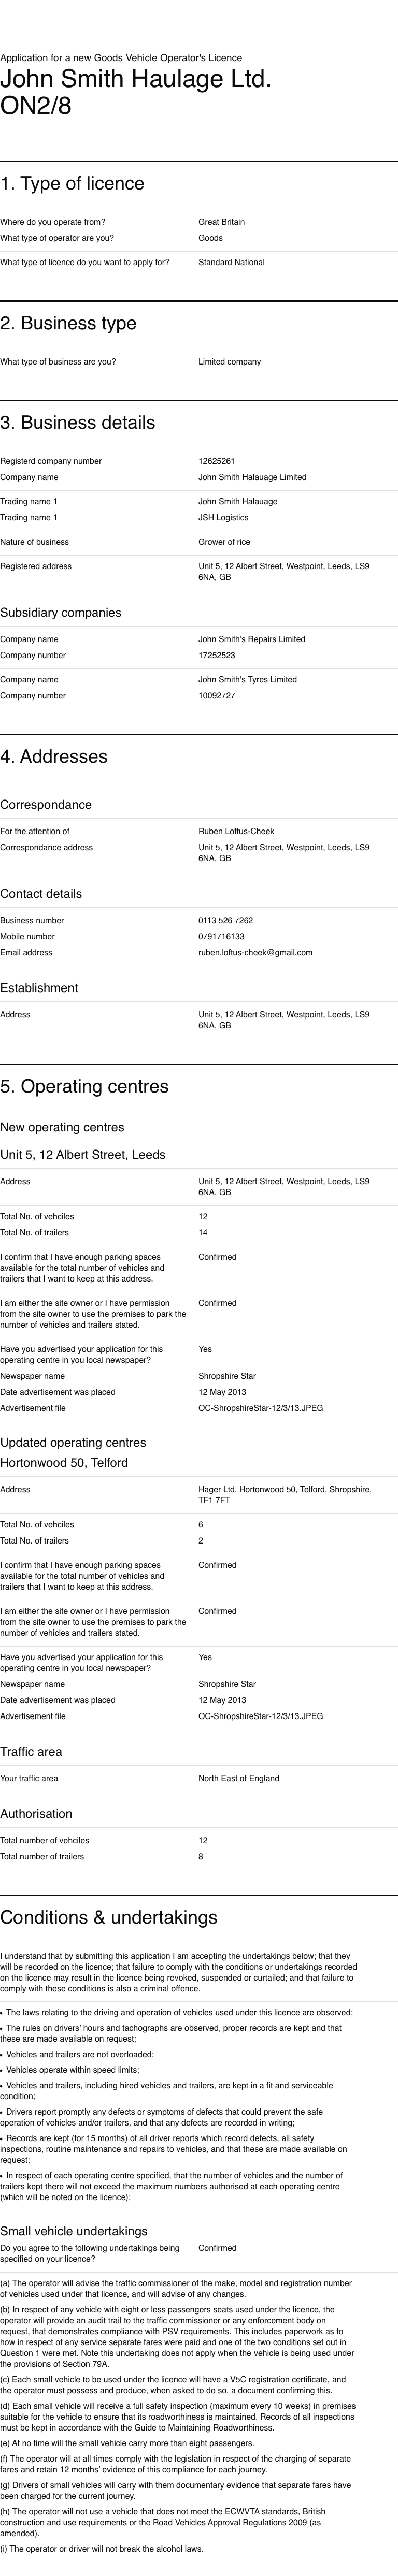 Application for a new Goods Vehicle Operator's Licence
John Smith Haulage Ltd.
ON2/8
1. Type of licence
Where do you operate from? Great Britain
What type of operator are you? Goods
What type of licence do you want to apply for? Standard National
2. Business type
What type of business are you? Limited company
3. Business details
Registerd company number 12625261
Company name John Smith Halauage Limited
Trading name 1 John Smith Halauage
Trading name 1 JSH Logistics
Nature of business Grower of rice
Registered address Unit 5, 12 Albert Street, Westpoint, Leeds, LS9
6NA, GB
Subsidiary companies
Company name John Smith's Repairs Limited
Company number 17252523
Company name John Smith's Tyres Limited
Company number 10092727
4. Addresses
Correspondance
For the attention of Ruben Loftus-Cheek
Correspondance address Unit 5, 12 Albert Street, Westpoint, Leeds, LS9
6NA, GB
Contact details
Business number 0113 526 7262
Mobile number 0791716133
Email address ruben.loftus-cheek@gmail.com
Establishment
Address Unit 5, 12 Albert Street, Westpoint, Leeds, LS9
6NA, GB
5. Operating centres
New operating centres
Unit 5, 12 Albert Street, Leeds
Address Unit 5, 12 Albert Street, Westpoint, Leeds, LS9
6NA, GB
Total No. of vehciles 12
Total No. of trailers 14
I confirm that I have enough parking spaces Confirmed
available for the total number of vehicles and
trailers that I want to keep at this address.
I am either the site owner or I have permission Confirmed
from the site owner to use the premises to park the
number of vehicles and trailers stated.
Have you advertised your application for this Yes
operating centre in you local newspaper?
Newspaper name Shropshire Star
Date advertisement was placed 12 May 2013
Advertisement file OC-ShropshireStar-12/3/13.JPEG
Updated operating centres
Hortonwood 50, Telford
Address Hager Ltd. Hortonwood 50, Telford, Shropshire,
TF1 7FT
Total No. of vehciles 6
Total No. of trailers 2
I confirm that I have enough parking spaces Confirmed
available for the total number of vehicles and
trailers that I want to keep at this address.
I am either the site owner or I have permission Confirmed
from the site owner to use the premises to park the
number of vehicles and trailers stated.
Have you advertised your application for this Yes
operating centre in you local newspaper?
Newspaper name Shropshire Star
Date advertisement was placed 12 May 2013
Advertisement file OC-ShropshireStar-12/3/13.JPEG
Traffic area
Your traffic area North East of England
Authorisation
Total number of vehciles 12
Total number of trailers 8
Conditions & undertakings
I understand that by submitting this application I am accepting the undertakings below; that they
will be recorded on the licence; that failure to comply with the conditions or undertakings recorded
on the licence may result in the licence being revoked, suspended or curtailed; and that failure to
comply with these conditions is also a criminal offence.
• The laws relating to the driving and operation of vehicles used under this licence are observed;
• The rules on drivers' hours and tachographs are observed, proper records are kept and that
these are made available on request;
• Vehicles and trailers are not overloaded;
• Vehicles operate within speed limits;
• Vehicles and trailers, including hired vehicles and trailers, are kept in a fit and serviceable
condition;
• Drivers report promptly any defects or symptoms of defects that could prevent the safe
operation of vehicles and/or trailers, and that any defects are recorded in writing;
• Records are kept (for 15 months) of all driver reports which record defects, all safety
inspections, routine maintenance and repairs to vehicles, and that these are made available on
request;
• In respect of each operating centre specified, that the number of vehicles and the number of
trailers kept there will not exceed the maximum numbers authorised at each operating centre
(which will be noted on the licence);
Small vehicle undertakings
Do you agree to the following undertakings being Confirmed
specified on your licence?
(a) The operator will advise the traffic commissioner of the make, model and registration number
of vehicles used under that licence, and will advise of any changes.
(b) In respect of any vehicle with eight or less passengers seats used under the licence, the
operator will provide an audit trail to the traffic commissioner or any enforcement body on
request, that demonstrates compliance with PSV requirements. This includes paperwork as to
how in respect of any service separate fares were paid and one of the two conditions set out in
Question 1 were met. Note this undertaking does not apply when the vehicle is being used under
the provisions of Section 79A.
(c) Each small vehicle to be used under the licence will have a V5C registration certificate, and
the operator must possess and produce, when asked to do so, a document confirming this.
(d) Each small vehicle will receive a full safety inspection (maximum every 10 weeks) in premises
suitable for the vehicle to ensure that its roadworthiness is maintained. Records of all inspections
must be kept in accordance with the Guide to Maintaining Roadworthiness.
(e) At no time will the small vehicle carry more than eight passengers.
(f) The operator will at all times comply with the legislation in respect of the charging of separate
fares and retain 12 months' evidence of this compliance for each journey.
(g) Drivers of small vehicles will carry with them documentary evidence that separate fares have
been charged for the current journey.
(h) The operator will not use a vehicle that does not meet the ECWVTA standards, British
construction and use requirements or the Road Vehicles Approval Regulations 2009 (as
amended).
(i) The operator or driver will not break the alcohol laws.